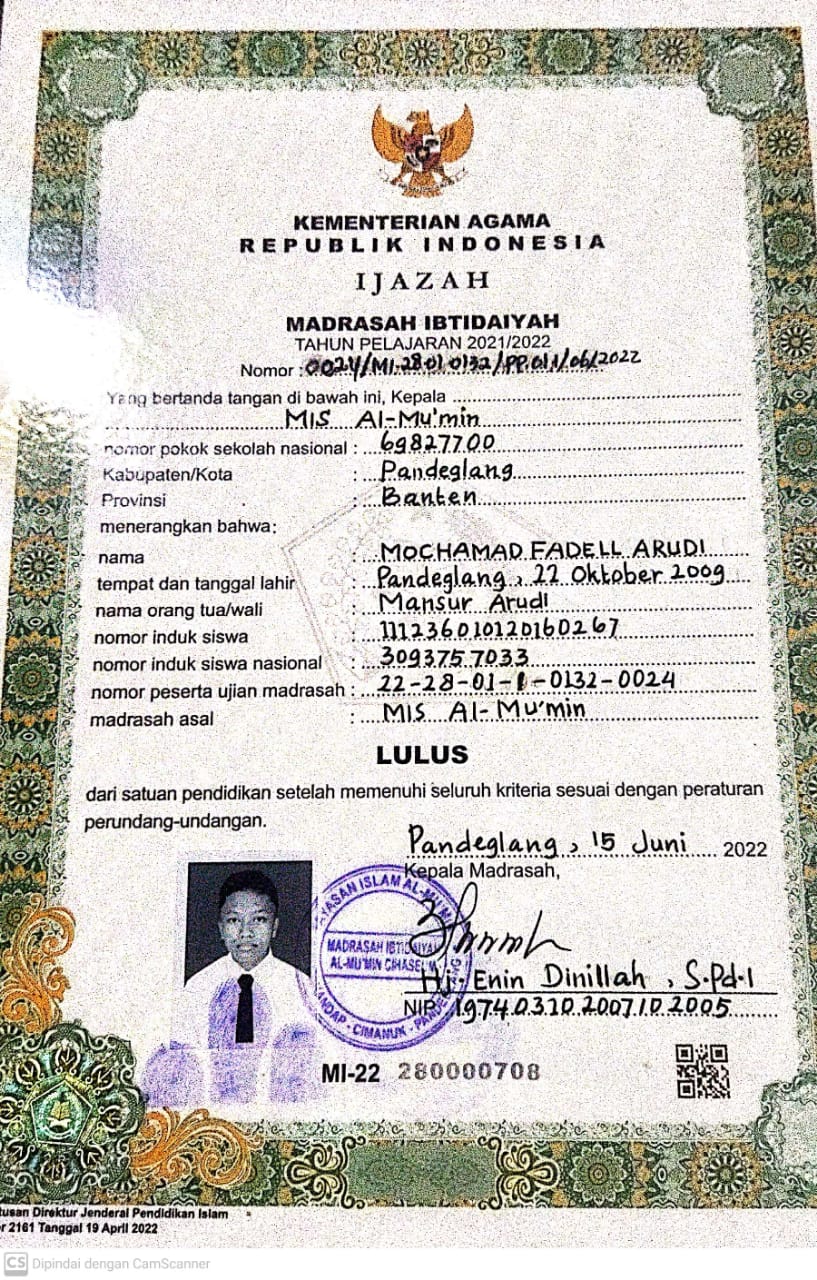 KEMENTERIAN AGAMA
REPUBLIK INDONESIA
IJAZAH
MADRASAH IBTIDAIYAH
TAHUN PELAJARAN 2021/2022
Nomor : 0024/MI.28.01.0132/PP.01.1/06/2022
Yang bertanda tangan di bawah ini, Kepala
MIS Al-Mu'min
nomor pokok sekolah nasional : 69827700
Kabupaten/Kota : Pandeglang
Provinsi : Banten
menerangkan bahwa:
nama : MOCHAMAD FADELL ARUDI
tempat dan tanggal lahir : Pandeglang, 22 Oktober 2009
nama orang tua/wali : Mansur Arudi
nomor induk siswa : 111236010120160267
nomor induk siswa nasional : 3093757033
nomor peserta ujian madrasah : 22-28-01-1-0132-0024
madrasah asal : MIS Al-Mu'min
LULUS
dari satuan pendidikan setelah memenuhi seluruh kriteria sesuai dengan peraturan
perundang-undangan.
Pandeglang, 15 Juni 2022
Kepala Madrasah,
YAYASAN ISLAM AL-MU'MIN
MADRASAH IBTIDAIYAH
AL-MU'MIN CIHASEUM
CIMANUK - PANDEGLANG
Hj. Enin Dinillah, S.Pd.I
NIP. 197403102007102005
MI-22 280000708
tusan Direktur Jenderal Pendidikan Islam
r 2161 Tanggal 19 April 2022
CS Dipindai dengan CamScanner